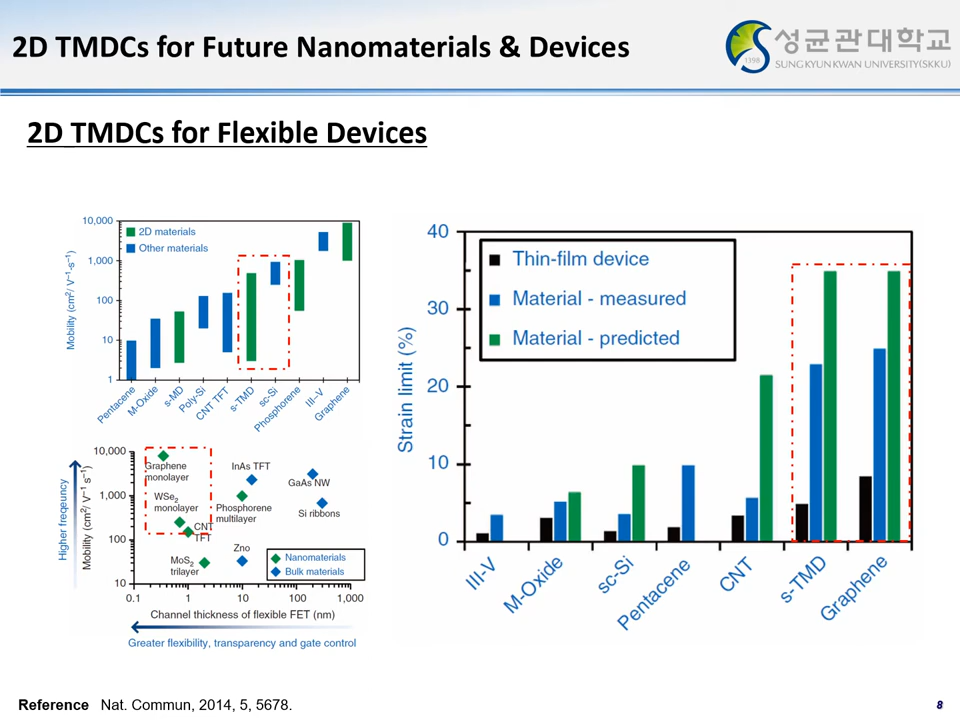 2D TMDCs for Future Nanomaterials & Devices
1398
성균관대학교
SUNG KYUN KWAN UNIVERSITY(SKKU)
2D TMDCs for Flexible Devices
Mobility (cm²/ V⁻¹·s⁻¹)
10,000
1,000
100
10
1
2D materials
Other materials
Pentacene
M-Oxide
s-MD
Poly-Si
CNT TFT
s-TMD
sc-Si
Phosphorene
III–V
Graphene
Higher freqeuncy
Mobility (cm²/ V⁻¹ s⁻¹)
10,000
1,000
100
10
Graphene
monolayer
WSe₂
monolayer
CNT
TFT
MoS₂
trilayer
InAs TFT
GaAs NW
Phosphorene
multilayer
Si ribbons
Zno
Nanomaterials
Bulk materials
0.1
1
10
100
1,000
Channel thickness of flexible FET (nm)
Greater flexibility, transparency and gate control
Strain limit (%)
40
30
20
10
0
Thin-film device
Material - measured
Material - predicted
III-V
M-Oxide
sc-Si
Pentacene
CNT
s-TMD
Graphene
Reference Nat. Commun, 2014, 5, 5678.
8